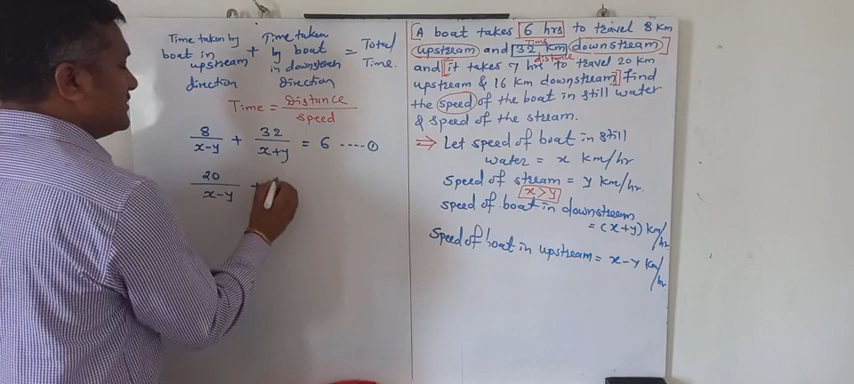 Time taken by
boat in
upstream
direction
+
Time taken
by boat
in downstream
Direction
=
Total
Time.
Time = Distance / Speed
8 / x-y + 32 / x+y = 6 ----- ①
20 / x-y
A boat takes 6 hrs to travel 8 Km
Time
upstream and 32 km downstream
distance
and it takes 7 hrs to travel 20 KM
upstream & 16 KM downstream. Find
the speed of the boat in still water
& speed of the stream.
⇒ Let speed of boat in still
water = x km/hr
Speed of stream = y km/hr.
x>y
speed of boat in downstream
= (x+y) km/hr
Speed of boat in upstream = x-y km/hr